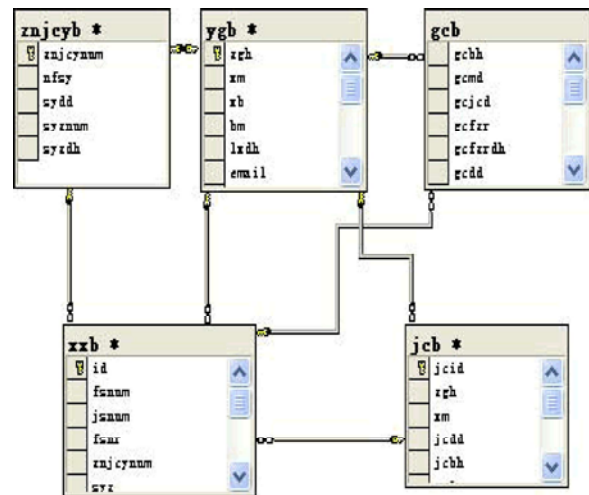 znjcyb *
znjcynum
nfsy
sydd
syznum
syzdh
ygb *
zgh
xm
xb
bm
lxdh
email
gcb
gcbh
gcmd
gcjcd
gcfzr
gcfzrdh
gcdd
xxb *
id
fsnum
jsnum
fsnr
znjcynum
syz
jcb *
jcid
zgh
xm
jcdd
jcbh